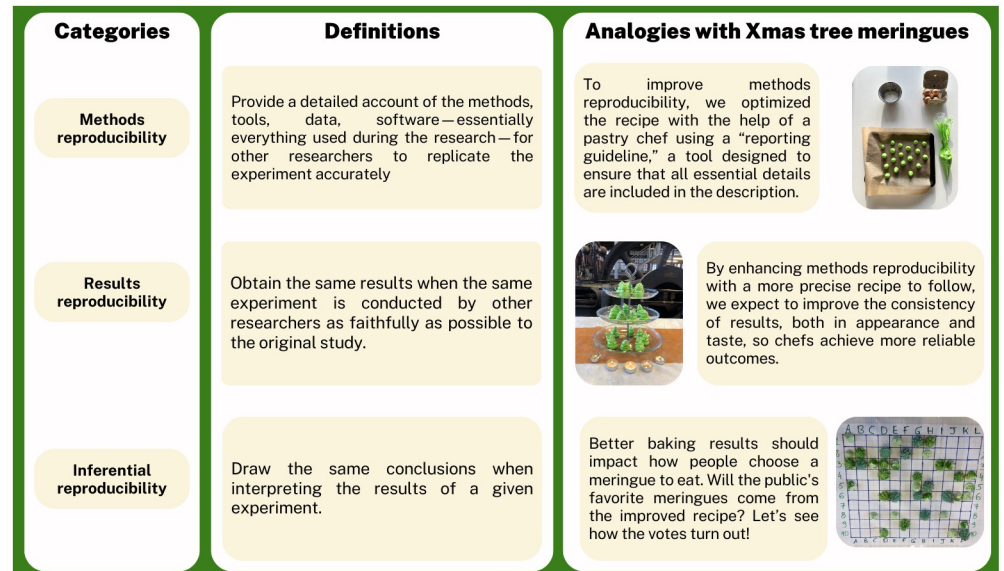 Categories
Definitions
Analogies with Xmas tree meringues
Methods
reproducibility
Provide a detailed account of the methods,
tools, data, software—essentially
everything used during the research—for
other researchers to replicate the
experiment accurately
To improve methods
reproducibility, we optimized
the recipe with the help of a
pastry chef using a “reporting
guideline,” a tool designed to
ensure that all essential details
are included in the description.
Results
reproducibility
Obtain the same results when the same
experiment is conducted by other
researchers as faithfully as possible to
the original study.
By enhancing methods reproducibility
with a more precise recipe to follow,
we expect to improve the consistency
of results, both in appearance and
taste, so chefs achieve more reliable
outcomes.
Inferential
reproducibility
Draw the same conclusions when
interpreting the results of a given
experiment.
Better baking results should
impact how people choose a
meringue to eat. Will the public's
favorite meringues come from
the improved recipe? Let’s see
how the votes turn out!
A B C D E F G H I J K L